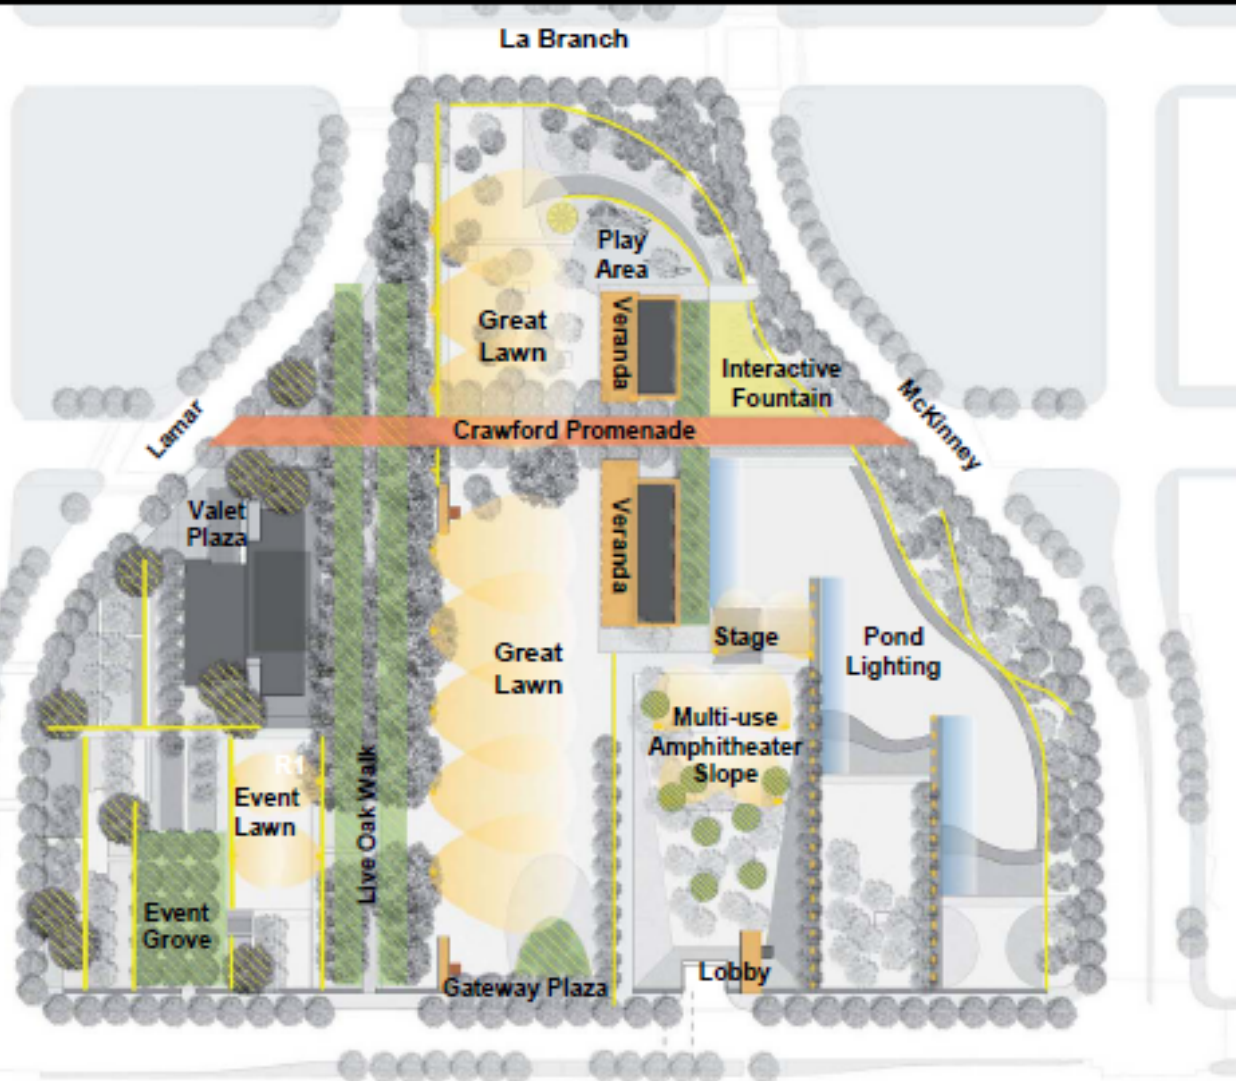 La Branch
Play
Area
Great
Lawn
Veranda
Interactive
Fountain
Lamar
McKinney
Crawford Promenade
Valet
Plaza
Veranda
Great
Lawn
Stage
Pond
Lighting
Multi-use
Amphitheater
Slope
R1
Event
Lawn
Live Oak Walk
Event
Grove
Gateway Plaza
Lobby